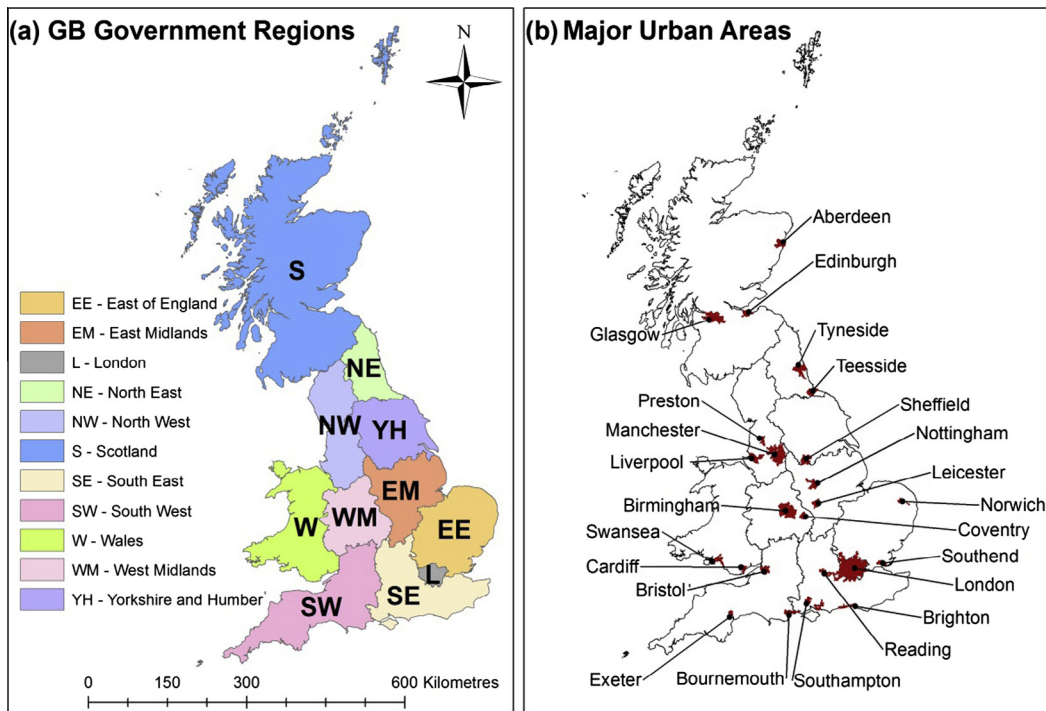 (a) GB Government Regions
N
S
NE
NW
YH
EM
WM
W
EE
L
SE
SW
EE - East of England
EM - East Midlands
L - London
NE - North East
NW - North West
S - Scotland
SE - South East
SW - South West
W - Wales
WM - West Midlands
YH - Yorkshire and Humber
0 150 300 600 Kilometres
(b) Major Urban Areas
Aberdeen
Edinburgh
Glasgow
Tyneside
Teesside
Preston
Sheffield
Manchester
Nottingham
Liverpool
Leicester
Birmingham
Norwich
Coventry
Swansea
Southend
Cardiff
London
Bristol
Brighton
Reading
Exeter
Bournemouth
Southampton